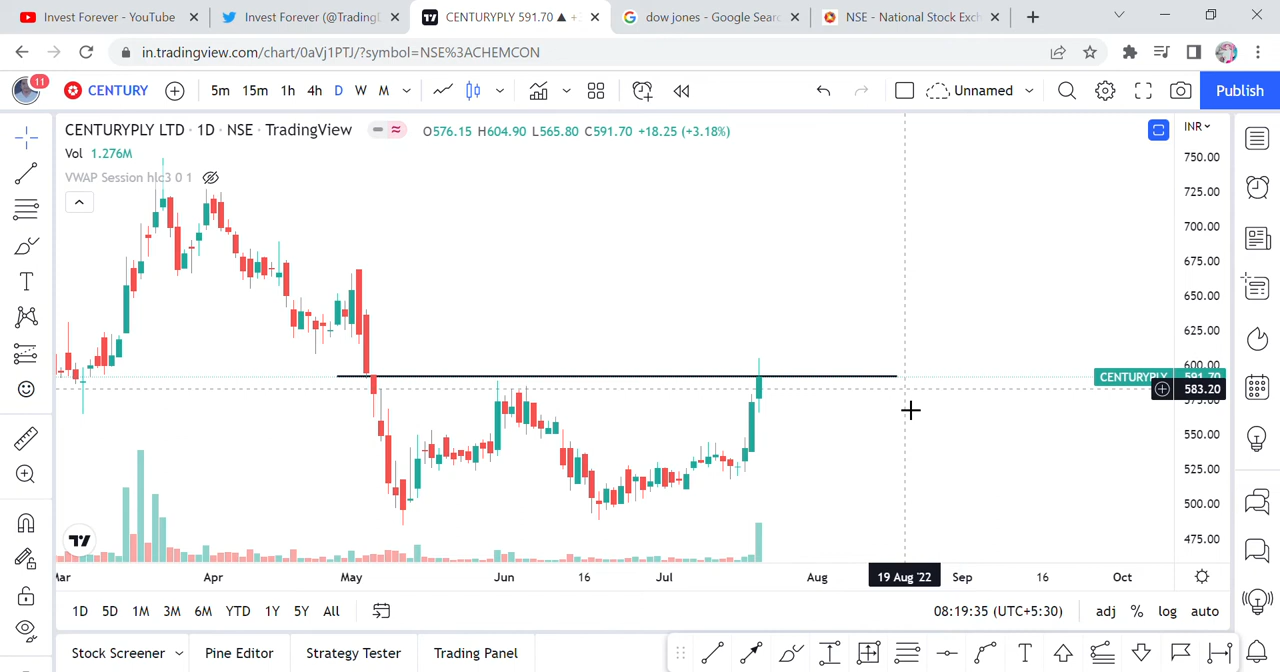 Invest Forever - YouTube
Invest Forever (@Trading
CENTURYPLY 591.70 ▲ +
dow jones - Google Sear
NSE - National Stock Exch
in.tradingview.com/chart/0aVj1PTJ/?symbol=NSE%3ACHEMCON
11
CENTURY
5m 15m 1h 4h D W M
Unnamed
Publish
CENTURYPLY LTD · 1D · NSE · TradingView
O576.15 H604.90 L565.80 C591.70 +18.25 (+3.18%)
INR
Vol 1.276M
VWAP Session hlc3 0 1
750.00
725.00
700.00
675.00
650.00
625.00
600.00
CENTURYPLY 591.70
583.20
575.00
550.00
525.00
500.00
475.00
Mar Apr May Jun 16 Jul Aug 19 Aug '22 Sep 16 Oct
1D 5D 1M 3M 6M YTD 1Y 5Y All
08:19:35 (UTC+5:30)
adj % log auto
Stock Screener
Pine Editor
Strategy Tester
Trading Panel